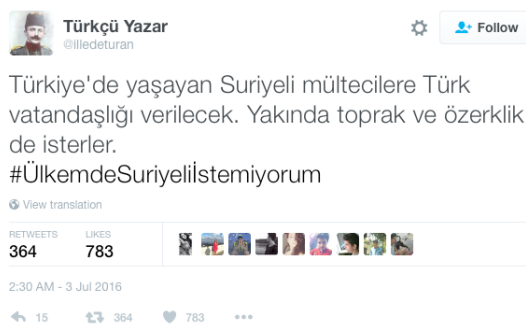 Türkçü Yazar
@illedeturan
Follow
Türkiye'de yaşayan Suriyeli mültecilere Türk
vatandaşlığı verilecek. Yakında toprak ve özerklik
de isterler.
#ÜlkemdeSuriyeliİstemiyorum
View translation
RETWEETS LIKES
364 783
2:30 AM - 3 Jul 2016
15 364 783